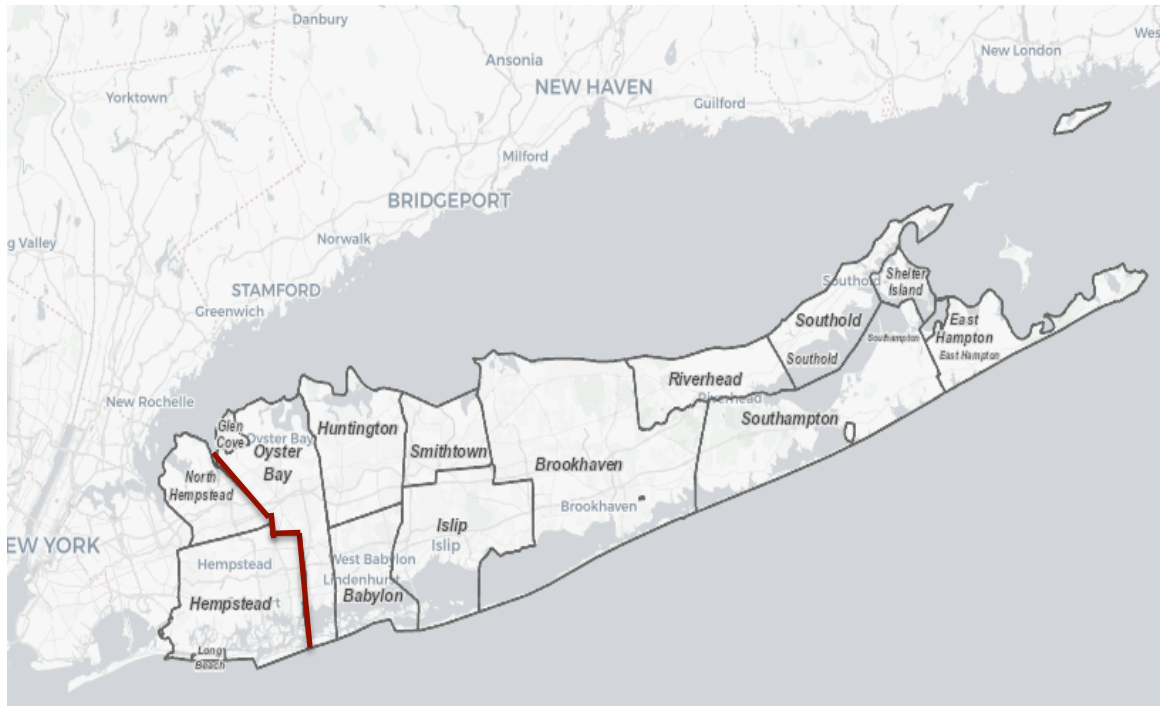 Danbury
New London
Wes
Ansonia
NEW HAVEN
Yorktown
Guilford
Milford
BRIDGEPORT
g Valley
Norwalk
STAMFORD
Greenwich
Southold
Shelter
Island
Southold
Southampton
East
Hampton
East Hampton
Southold
Riverhead
Riverhead
New Rochelle
Southampton
Glen
Cove
Oyster Bay
Oyster
Bay
Huntington
Smithtown
Brookhaven
North
Hempstead
Brookhaven
Islip
Islip
EW YORK
Hempstead
West Babylon
Lindenhurst
Babylon
Hempstead
Long
Beach